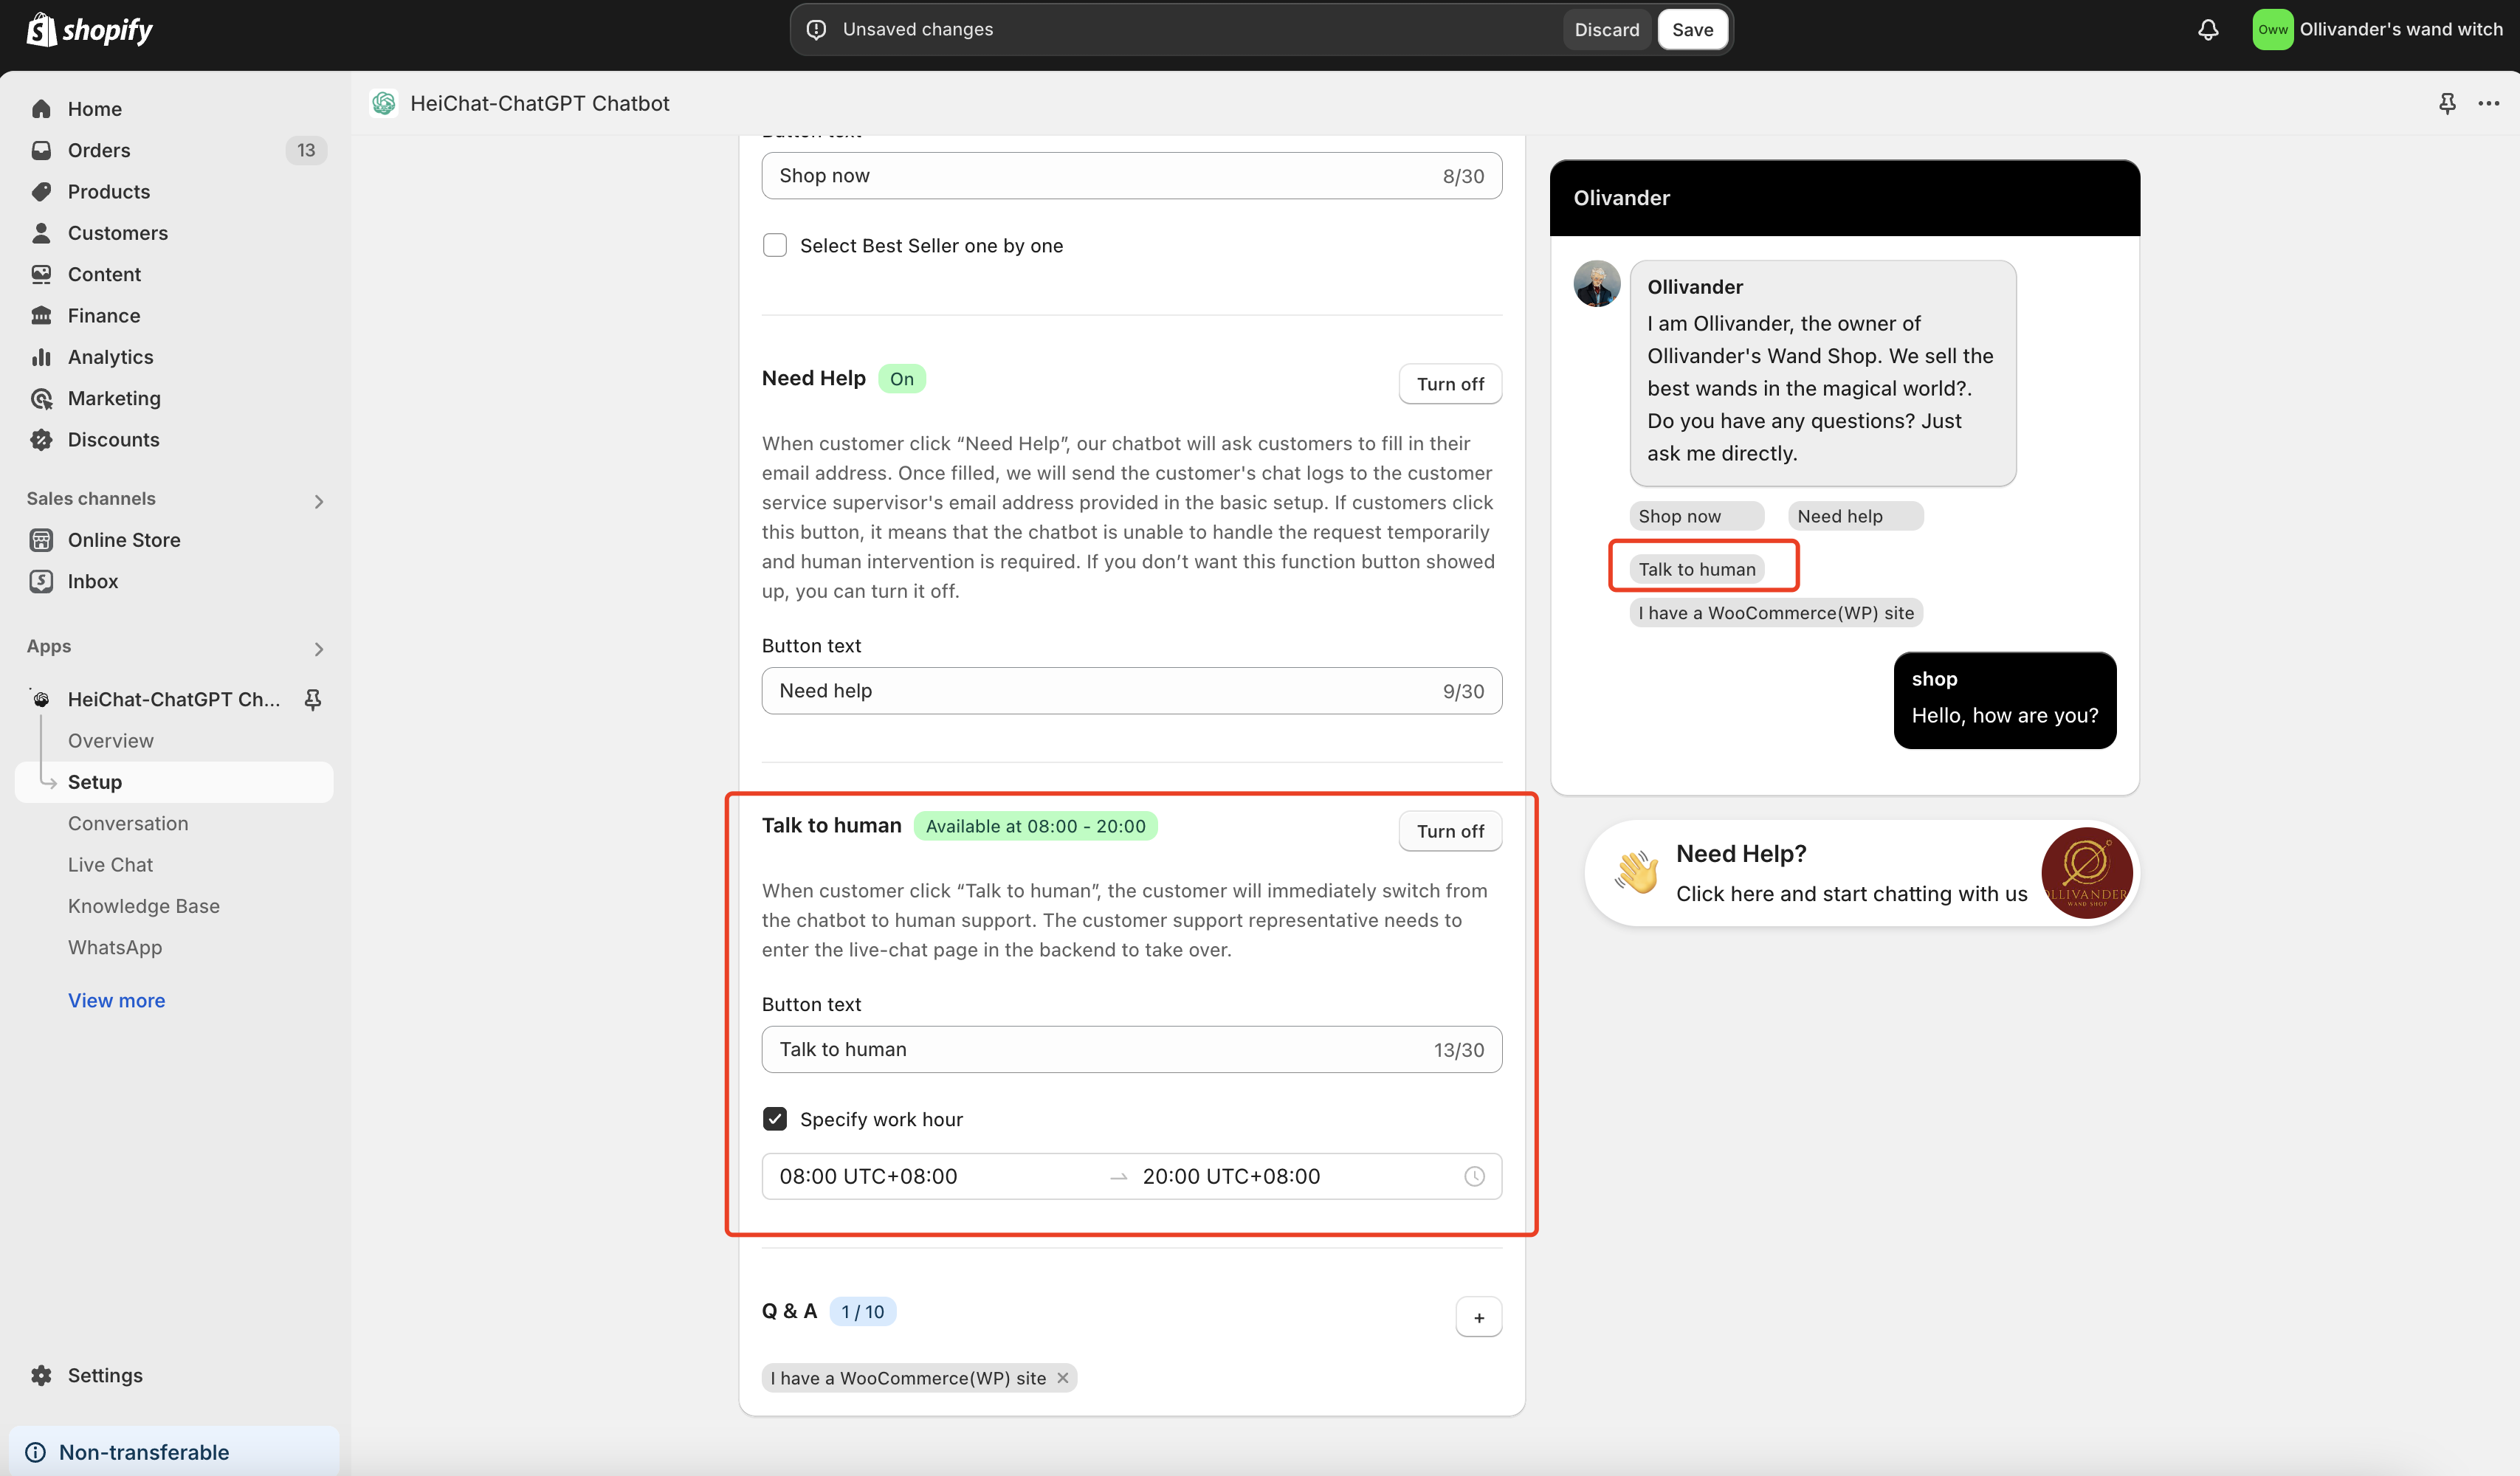 shopify
Unsaved changes
Discard
Save
Oww
Ollivander's wand witch
Home
Orders
13
Products
Customers
Content
Finance
Analytics
Marketing
Discounts
Sales channels
Online Store
Inbox
Apps
HeiChat-ChatGPT Ch...
Overview
Setup
Conversation
Live Chat
Knowledge Base
WhatsApp
View more
Settings
Non-transferable
HeiChat-ChatGPT Chatbot
Button text
Shop now
8/30
Select Best Seller one by one
Need Help
On
Turn off
When customer click “Need Help”, our chatbot will ask customers to fill in their
email address. Once filled, we will send the customer's chat logs to the customer
service supervisor's email address provided in the basic setup. If customers click
this button, it means that the chatbot is unable to handle the request temporarily
and human intervention is required. If you don’t want this function button showed
up, you can turn it off.
Button text
Need help
9/30
Talk to human
Available at 08:00 - 20:00
Turn off
When customer click “Talk to human”, the customer will immediately switch from
the chatbot to human support. The customer support representative needs to
enter the live-chat page in the backend to take over.
Button text
Talk to human
13/30
Specify work hour
08:00 UTC+08:00
20:00 UTC+08:00
Q & A
1 / 10
+
I have a WooCommerce(WP) site
Olivander
Ollivander
I am Ollivander, the owner of
Ollivander's Wand Shop. We sell the
best wands in the magical world?.
Do you have any questions? Just
ask me directly.
Shop now
Need help
Talk to human
I have a WooCommerce(WP) site
shop
Hello, how are you?
Need Help?
Click here and start chatting with us
OLLIVANDER
WAND SHOP